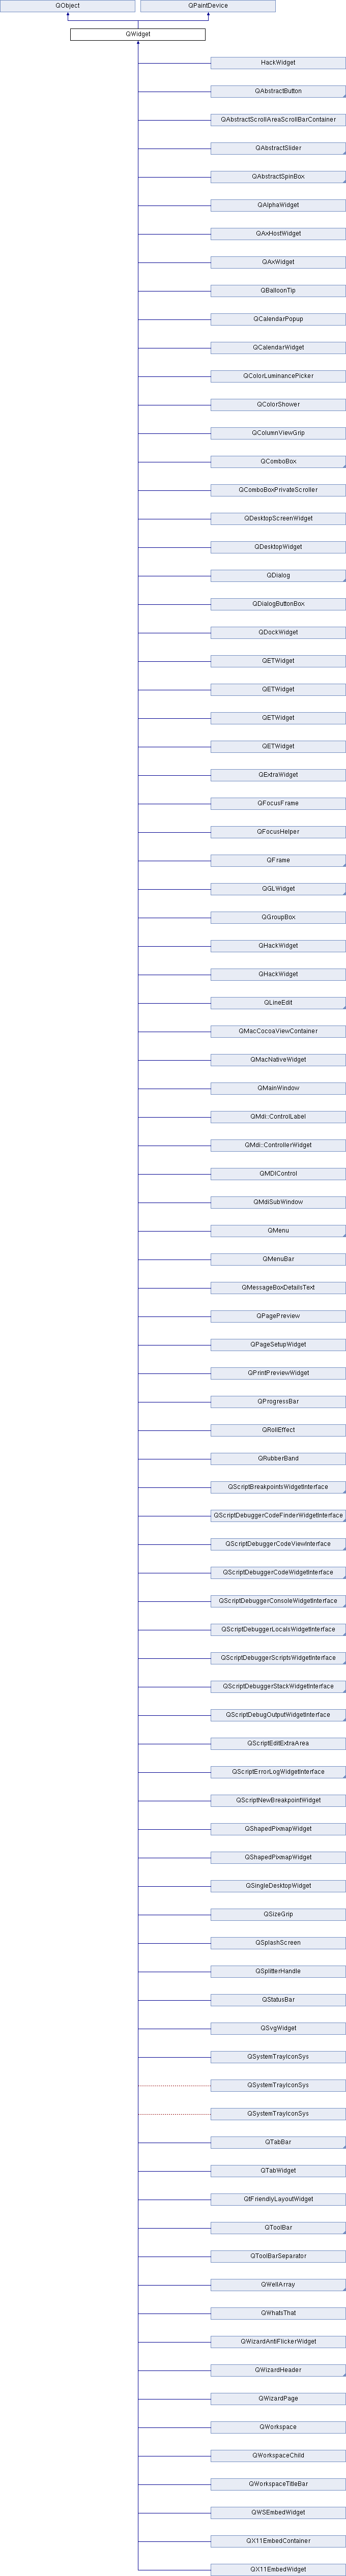 QObject
QPaintDevice
QWidget
HackWidget
QAbstractButton
QAbstractScrollAreaScrollBarContainer
QAbstractSlider
QAbstractSpinBox
QAlphaWidget
QAxHostWidget
QAxWidget
QBalloonTip
QCalendarPopup
QCalendarWidget
QColorLuminancePicker
QColorShower
QColumnViewGrip
QComboBox
QComboBoxPrivateScroller
QDesktopScreenWidget
QDesktopWidget
QDialog
QDialogButtonBox
QDockWidget
QETWidget
QETWidget
QETWidget
QETWidget
QExtraWidget
QFocusFrame
QFocusHelper
QFrame
QGLWidget
QGroupBox
QHackWidget
QHackWidget
QLineEdit
QMacCocoaViewContainer
QMacNativeWidget
QMainWindow
QMdi::ControlLabel
QMdi::ControllerWidget
QMDIControl
QMdiSubWindow
QMenu
QMenuBar
QMessageBoxDetailsText
QPagePreview
QPageSetupWidget
QPrintPreviewWidget
QProgressBar
QRollEffect
QRubberBand
QScriptBreakpointsWidgetInterface
QScriptDebuggerCodeFinderWidgetInterface
QScriptDebuggerCodeViewInterface
QScriptDebuggerCodeWidgetInterface
QScriptDebuggerConsoleWidgetInterface
QScriptDebuggerLocalsWidgetInterface
QScriptDebuggerScriptsWidgetInterface
QScriptDebuggerStackWidgetInterface
QScriptDebugOutputWidgetInterface
QScriptEditExtraArea
QScriptErrorLogWidgetInterface
QScriptNewBreakpointWidget
QShapedPixmapWidget
QShapedPixmapWidget
QSingleDesktopWidget
QSizeGrip
QSplashScreen
QSplitterHandle
QStatusBar
QSvgWidget
QSystemTrayIconSys
QSystemTrayIconSys
QSystemTrayIconSys
QTabBar
QTabWidget
QtFriendlyLayoutWidget
QToolBar
QToolBarSeparator
QWellArray
QWhatsThat
QWizardAntiFlickerWidget
QWizardHeader
QWizardPage
QWorkspace
QWorkspaceChild
QWorkspaceTitleBar
QWSEmbedWidget
QX11EmbedContainer
QX11EmbedWidget